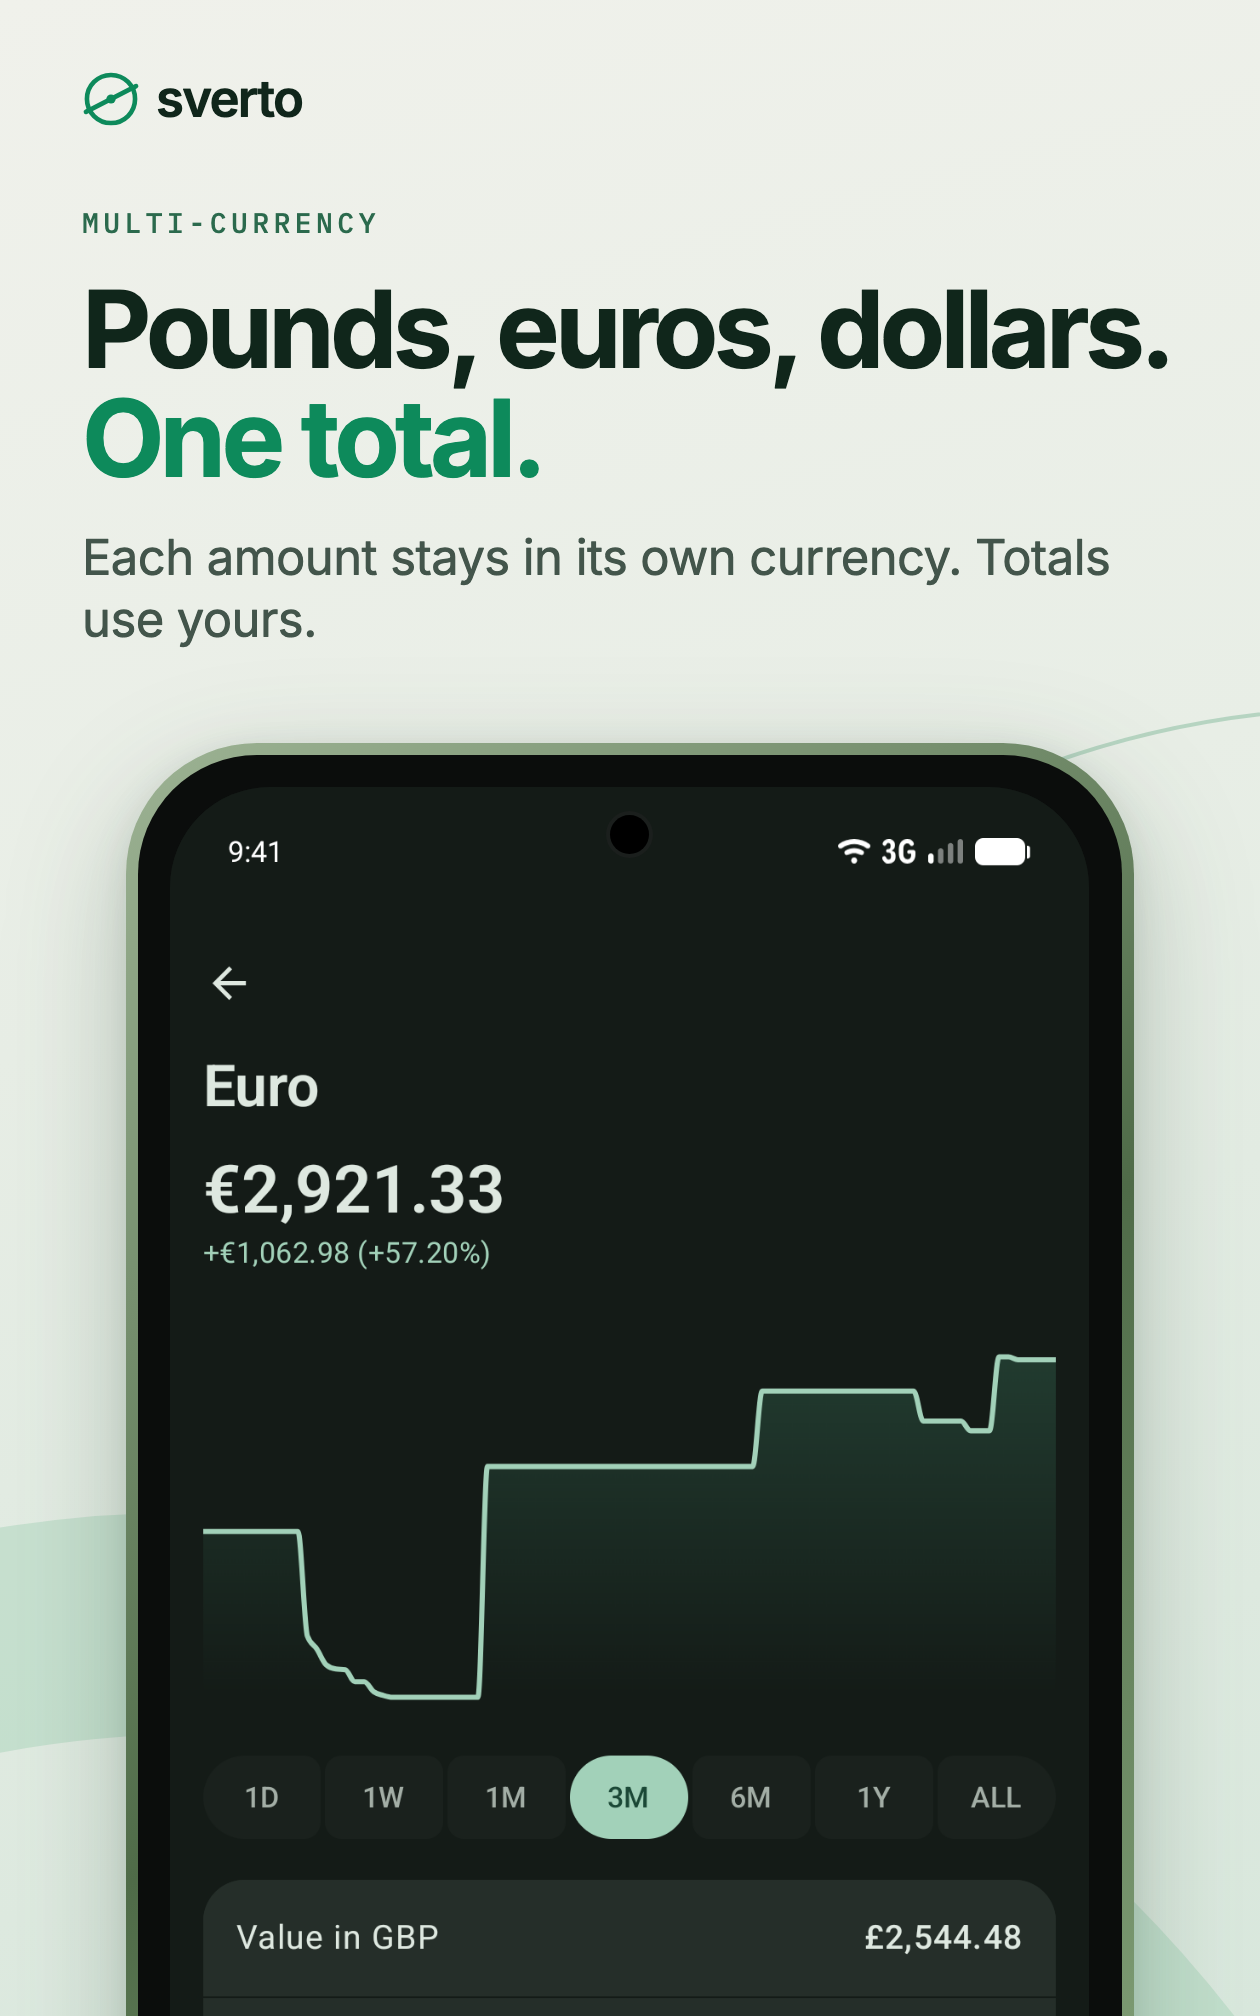 sverto
MULTI-CURRENCY
Pounds, euros, dollars.
One total.
Each amount stays in its own currency. Totals
use yours.
9:41 3G
Euro
€2,921.33
+€1,062.98 (+57.20%)
1D 1W 1M 3M 6M 1Y ALL
Value in GBP £2,544.48